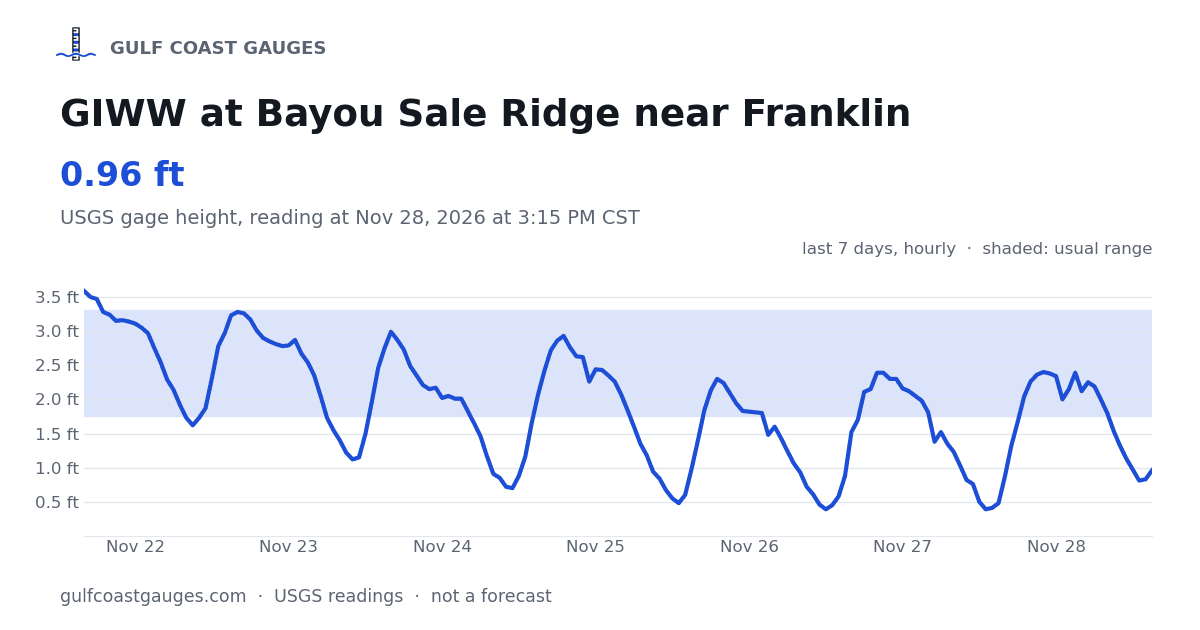 GULF COAST GAUGES
GIWW at Bayou Sale Ridge near Franklin
0.96 ft
USGS gage height, reading at Nov 28, 2026 at 3:15 PM CST
last 7 days, hourly · shaded: usual range
3.5 ft
3.0 ft
2.5 ft
2.0 ft
1.5 ft
1.0 ft
0.5 ft
Nov 22 Nov 23 Nov 24 Nov 25 Nov 26 Nov 27 Nov 28
gulfcoastgauges.com · USGS readings · not a forecast